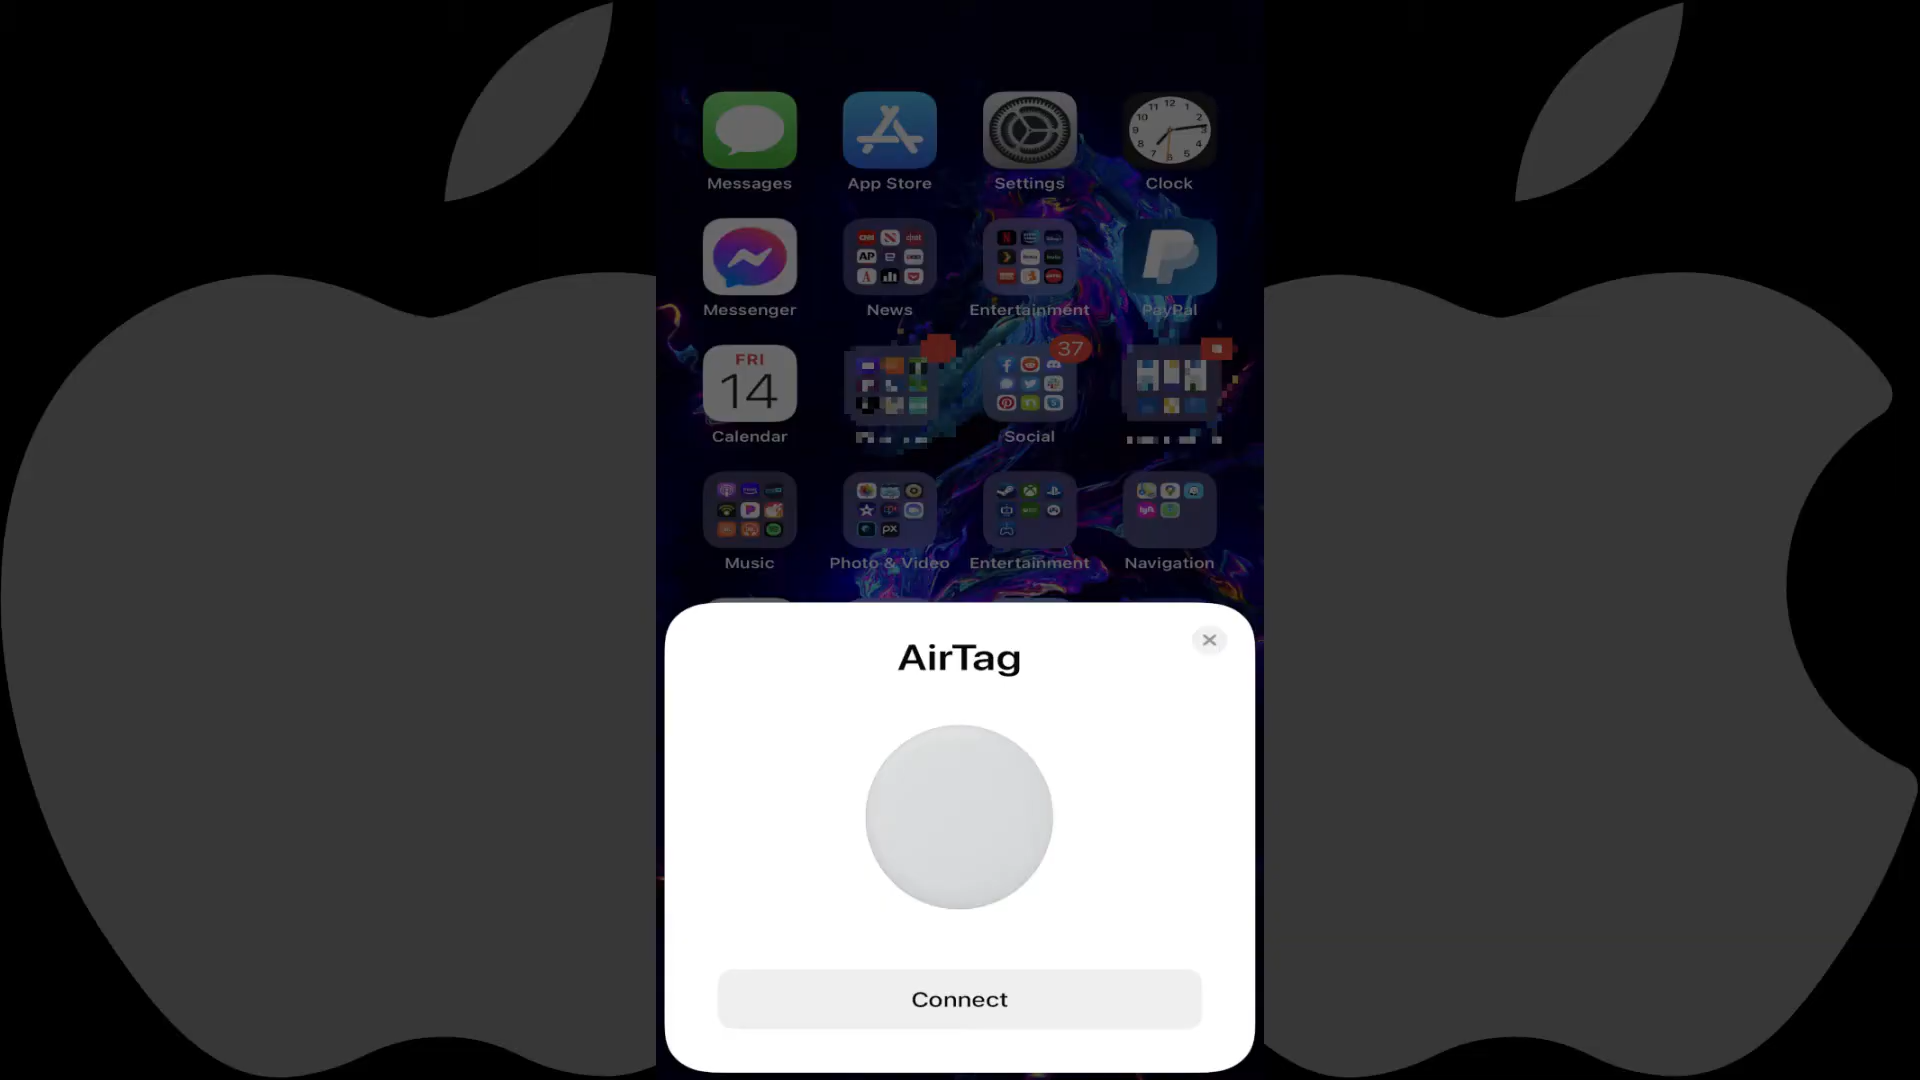 Messages
App Store
Settings
Clock
Messenger
News
Entertainment
PayPal
FRI
14
37
Calendar
Social
Music
Photo & Video
Entertainment
Navigation
AirTag
Connect